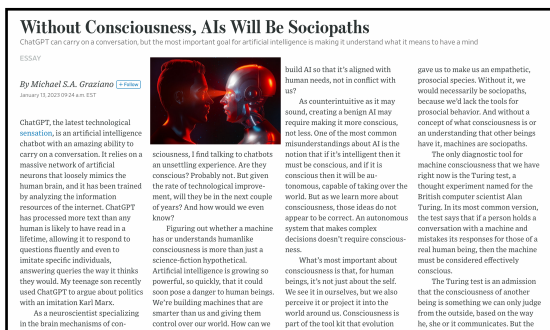 Without Consciousness, AIs Will Be Sociopaths
ChatGPT can carry on a conversation, but the most important goal for artificial intelligence is making it understand what it means to have a mind
ESSAY
By Michael S.A. Graziano + Follow
January 13, 2023 09:24 a.m. EST
ChatGPT, the latest technological
sensation, is an artificial intelligence
chatbot with an amazing ability to
carry on a conversation. It relies on a
massive network of artificial
neurons that loosely mimics the
human brain, and it has been trained
by analyzing the information
resources of the internet. ChatGPT
has processed more text than any
human is likely to have read in a
lifetime, allowing it to respond to
questions fluently and even to
imitate specific individuals,
answering queries the way it thinks
they would. My teenage son recently
used ChatGPT to argue about politics
with an imitation Karl Marx.
As a neuroscientist specializing
in the brain mechanisms of con-
sciousness, I find talking to chatbots
an unsettling experience. Are they
conscious? Probably not. But given
the rate of technological improve-
ment, will they be in the next couple
of years? And how would we even
know?
Figuring out whether a machine
has or understands humanlike
consciousness is more than just a
science-fiction hypothetical.
Artificial intelligence is growing so
powerful, so quickly, that it could
soon pose a danger to human beings.
We're building machines that are
smarter than us and giving them
control over our world. How can we
build AI so that it's aligned with
human needs, not in conflict with
us?
As counterintuitive as it may
sound, creating a benign AI may
require making it more conscious,
not less. One of the most common
misunderstandings about AI is the
notion that if it's intelligent then it
must be conscious, and if it is
conscious then it will be au-
tonomous, capable of taking over the
world. But as we learn more about
consciousness, those ideas do not
appear to be correct. An autonomous
system that makes complex
decisions doesn't require conscious-
ness.
What's most important about
consciousness is that, for human
beings, it's not just about the self.
We see it in ourselves, but we also
perceive it or project it into the
world around us. Consciousness is
part of the tool kit that evolution
gave us to make us an empathetic,
prosocial species. Without it, we
would necessarily be sociopaths,
because we'd lack the tools for
prosocial behavior. And without a
concept of what consciousness is or
an understanding that other beings
have it, machines are sociopaths.
The only diagnostic tool for
machine consciousness that we have
right now is the Turing test, a
thought experiment named for the
British computer scientist Alan
Turing. In its most common version,
the test says that if a person holds a
conversation with a machine and
mistakes its responses for those of a
real human being, then the machine
must be considered effectively
conscious.
The Turing test is an admission
that the consciousness of another
being is something we can only judge
from the outside, based on the way
he, she or it communicates. But the